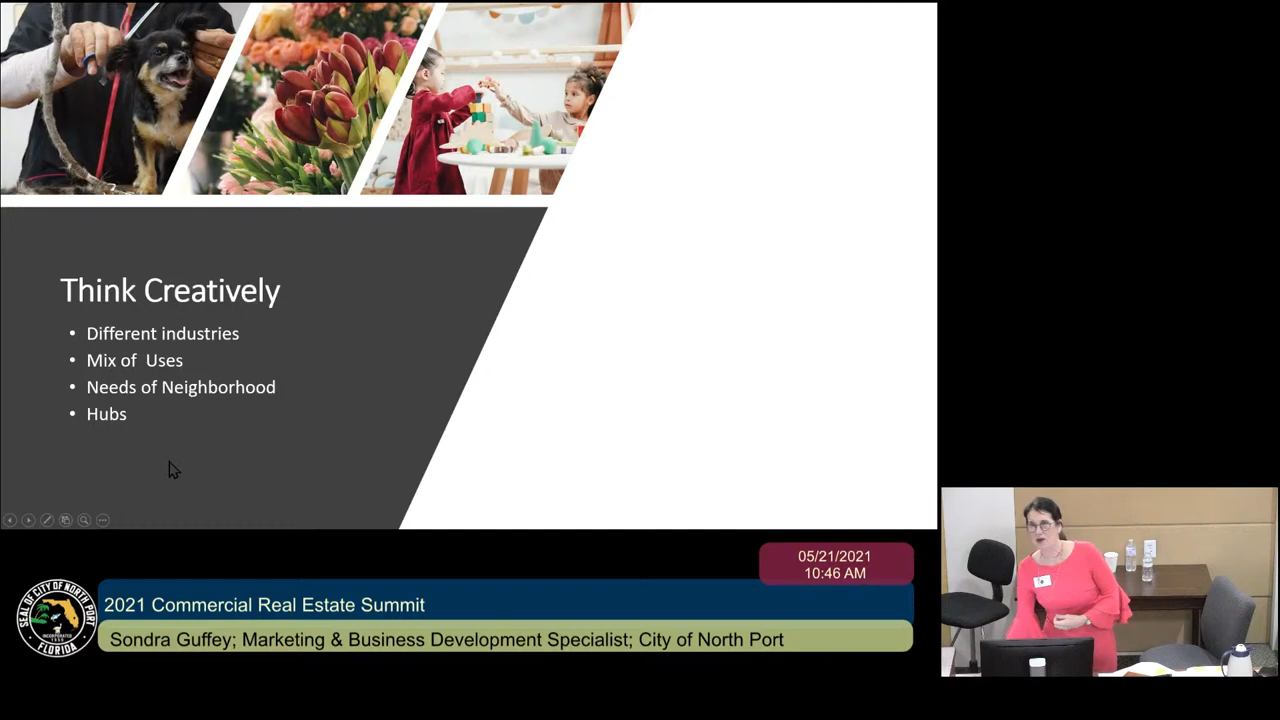 Think Creatively
• Different industries
• Mix of  Uses
• Needs of Neighborhood
• Hubs
05/21/2021
10:46 AM
2021 Commercial Real Estate Summit
Sondra Guffey; Marketing & Business Development Specialist; City of North Port
SEAL OF CITY OF NORTH PORT
INCORPORATED
1959
FLORIDA